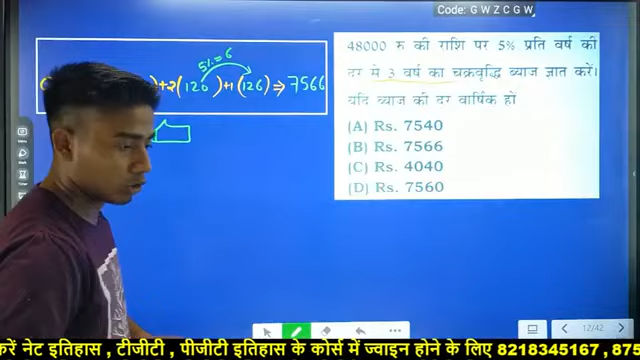 Code: G W Z C G W
5% = 6
)+2(120)+1(126) ⇒ 7566
48000 रु की राशि पर 5% प्रति वर्ष की
दर से 3 वर्ष का चक्रवृद्धि ब्याज ज्ञात करें।
यदि ब्याज की दर वार्षिक हो
(A) Rs. 7540
(B) Rs. 7566
(C) Rs. 4040
(D) Rs. 7560
12/42
करें नेट इतिहास , टीजीटी , पीजीटी इतिहास के कोर्स में ज्वाइन होने के लिए 8218345167, 875